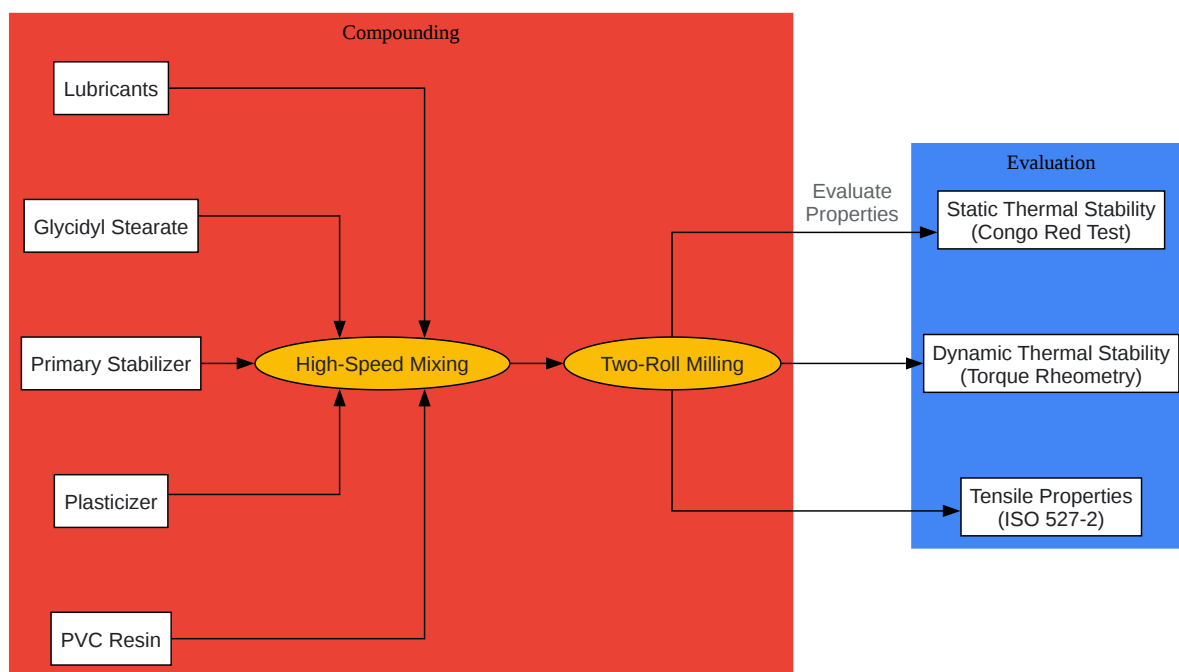 Compounding
Lubricants
Glycidyl Stearate
Primary Stabilizer
Plasticizer
PVC Resin
High-Speed Mixing
Two-Roll Milling
Evaluate
Properties
Evaluation
Static Thermal Stability
(Congo Red Test)
Dynamic Thermal Stability
(Torque Rheometry)
Tensile Properties
(ISO 527-2)